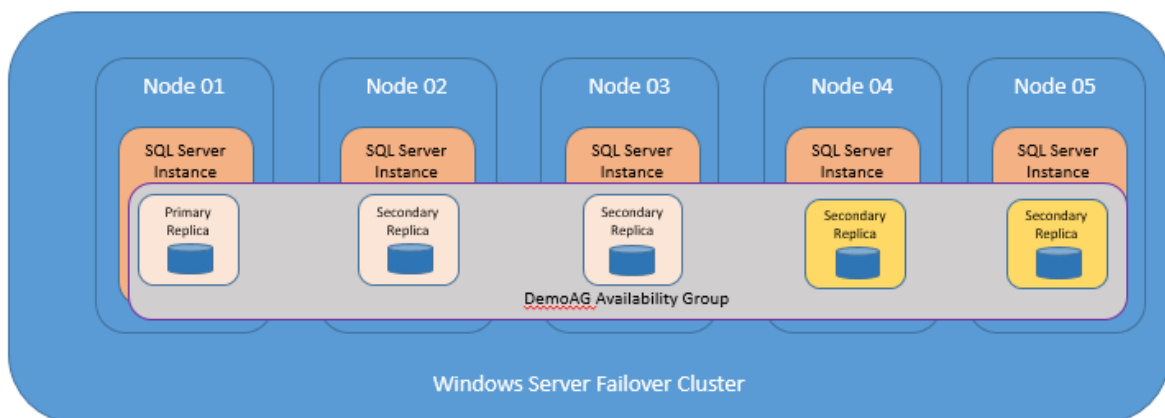 Node 01
Node 02
Node 03
Node 04
Node 05
SQL Server
Instance
SQL Server
Instance
SQL Server
Instance
SQL Server
Instance
SQL Server
Instance
Primary
Replica
Secondary
Replica
Secondary
Replica
Secondary
Replica
Secondary
Replica
DemoAG Availability Group
Windows Server Failover Cluster